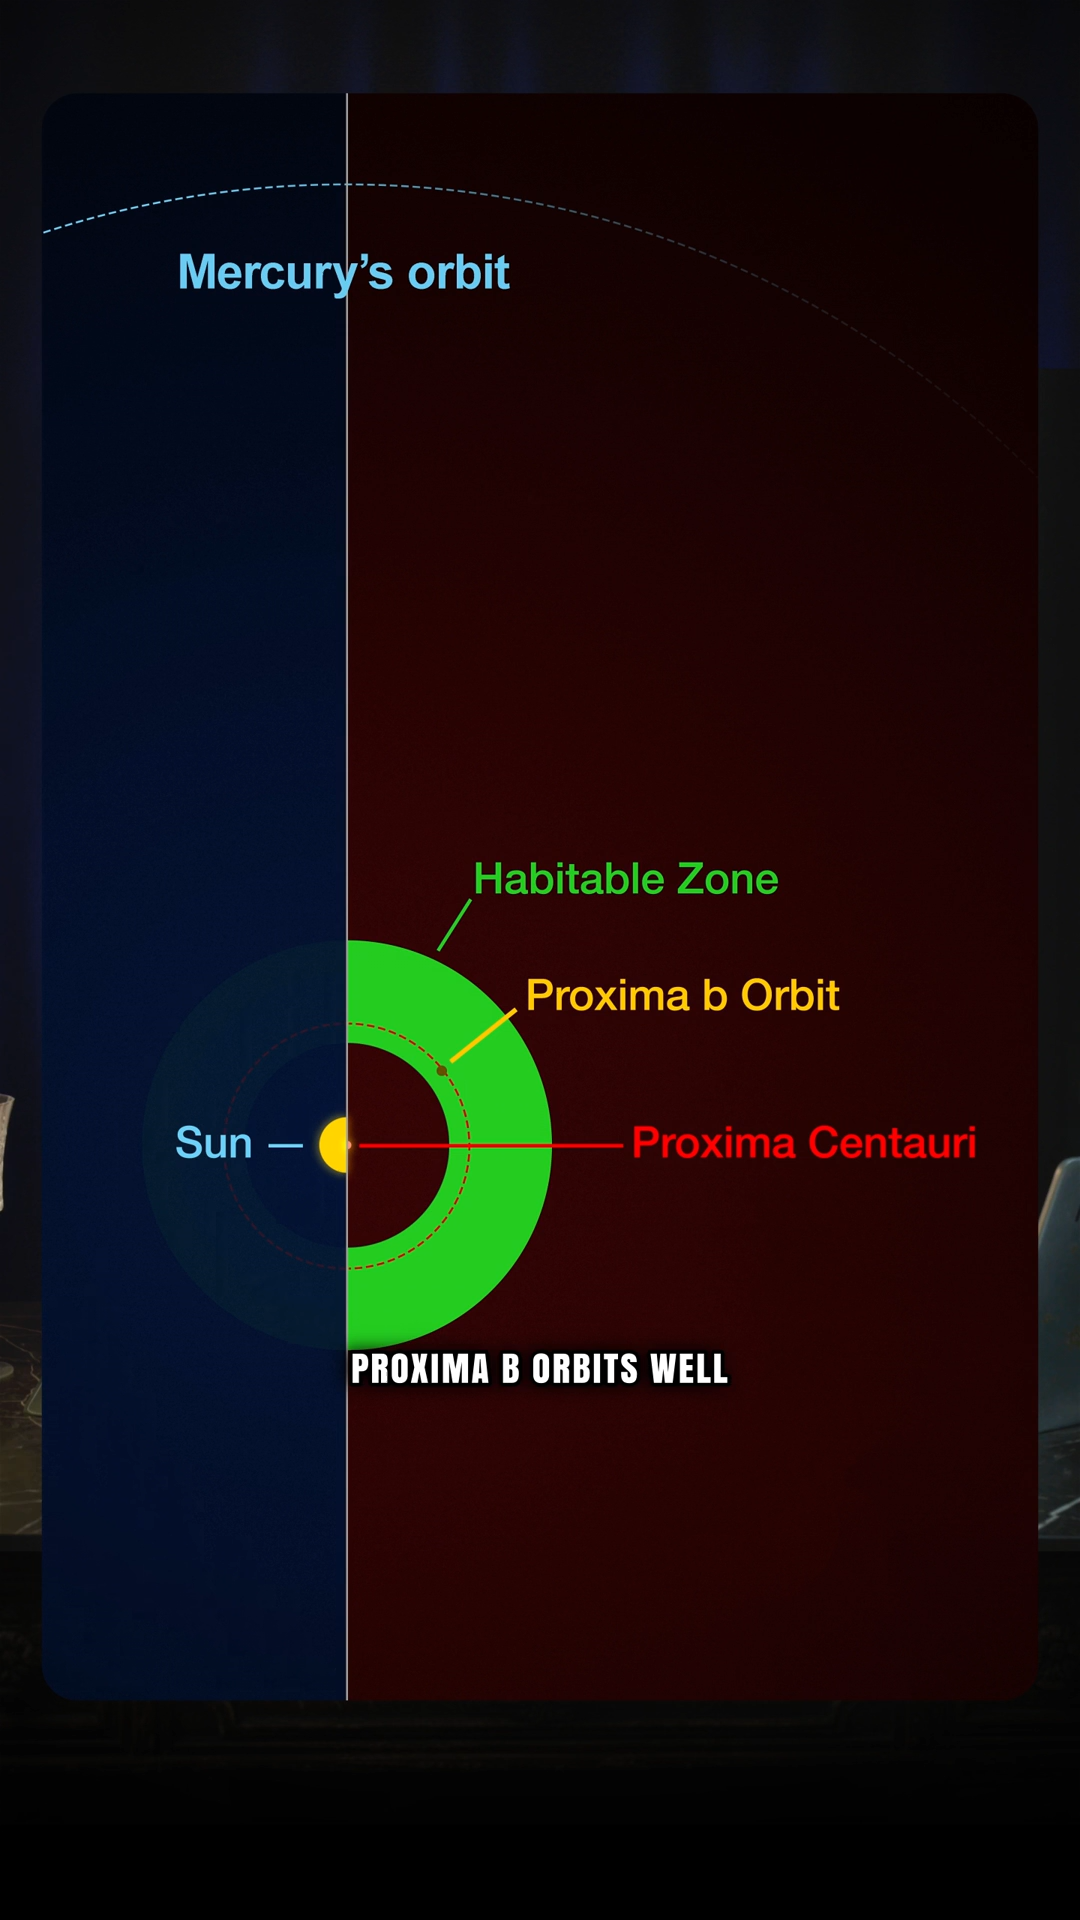 Mercury’s orbit
Habitable Zone
Proxima b Orbit
Sun
Proxima Centauri
PROXIMA B ORBITS WELL